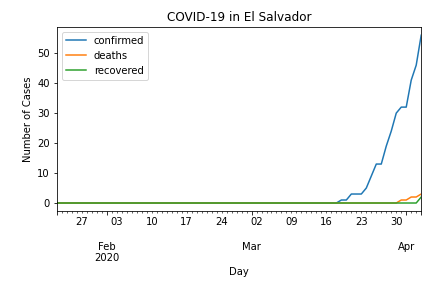 COVID-19 in El Salvador
confirmed
deaths
recovered
Number of Cases
50
40
30
20
10
0
27 03 10 17 24 02 09 16 23 30
Feb Mar Apr
2020
Day